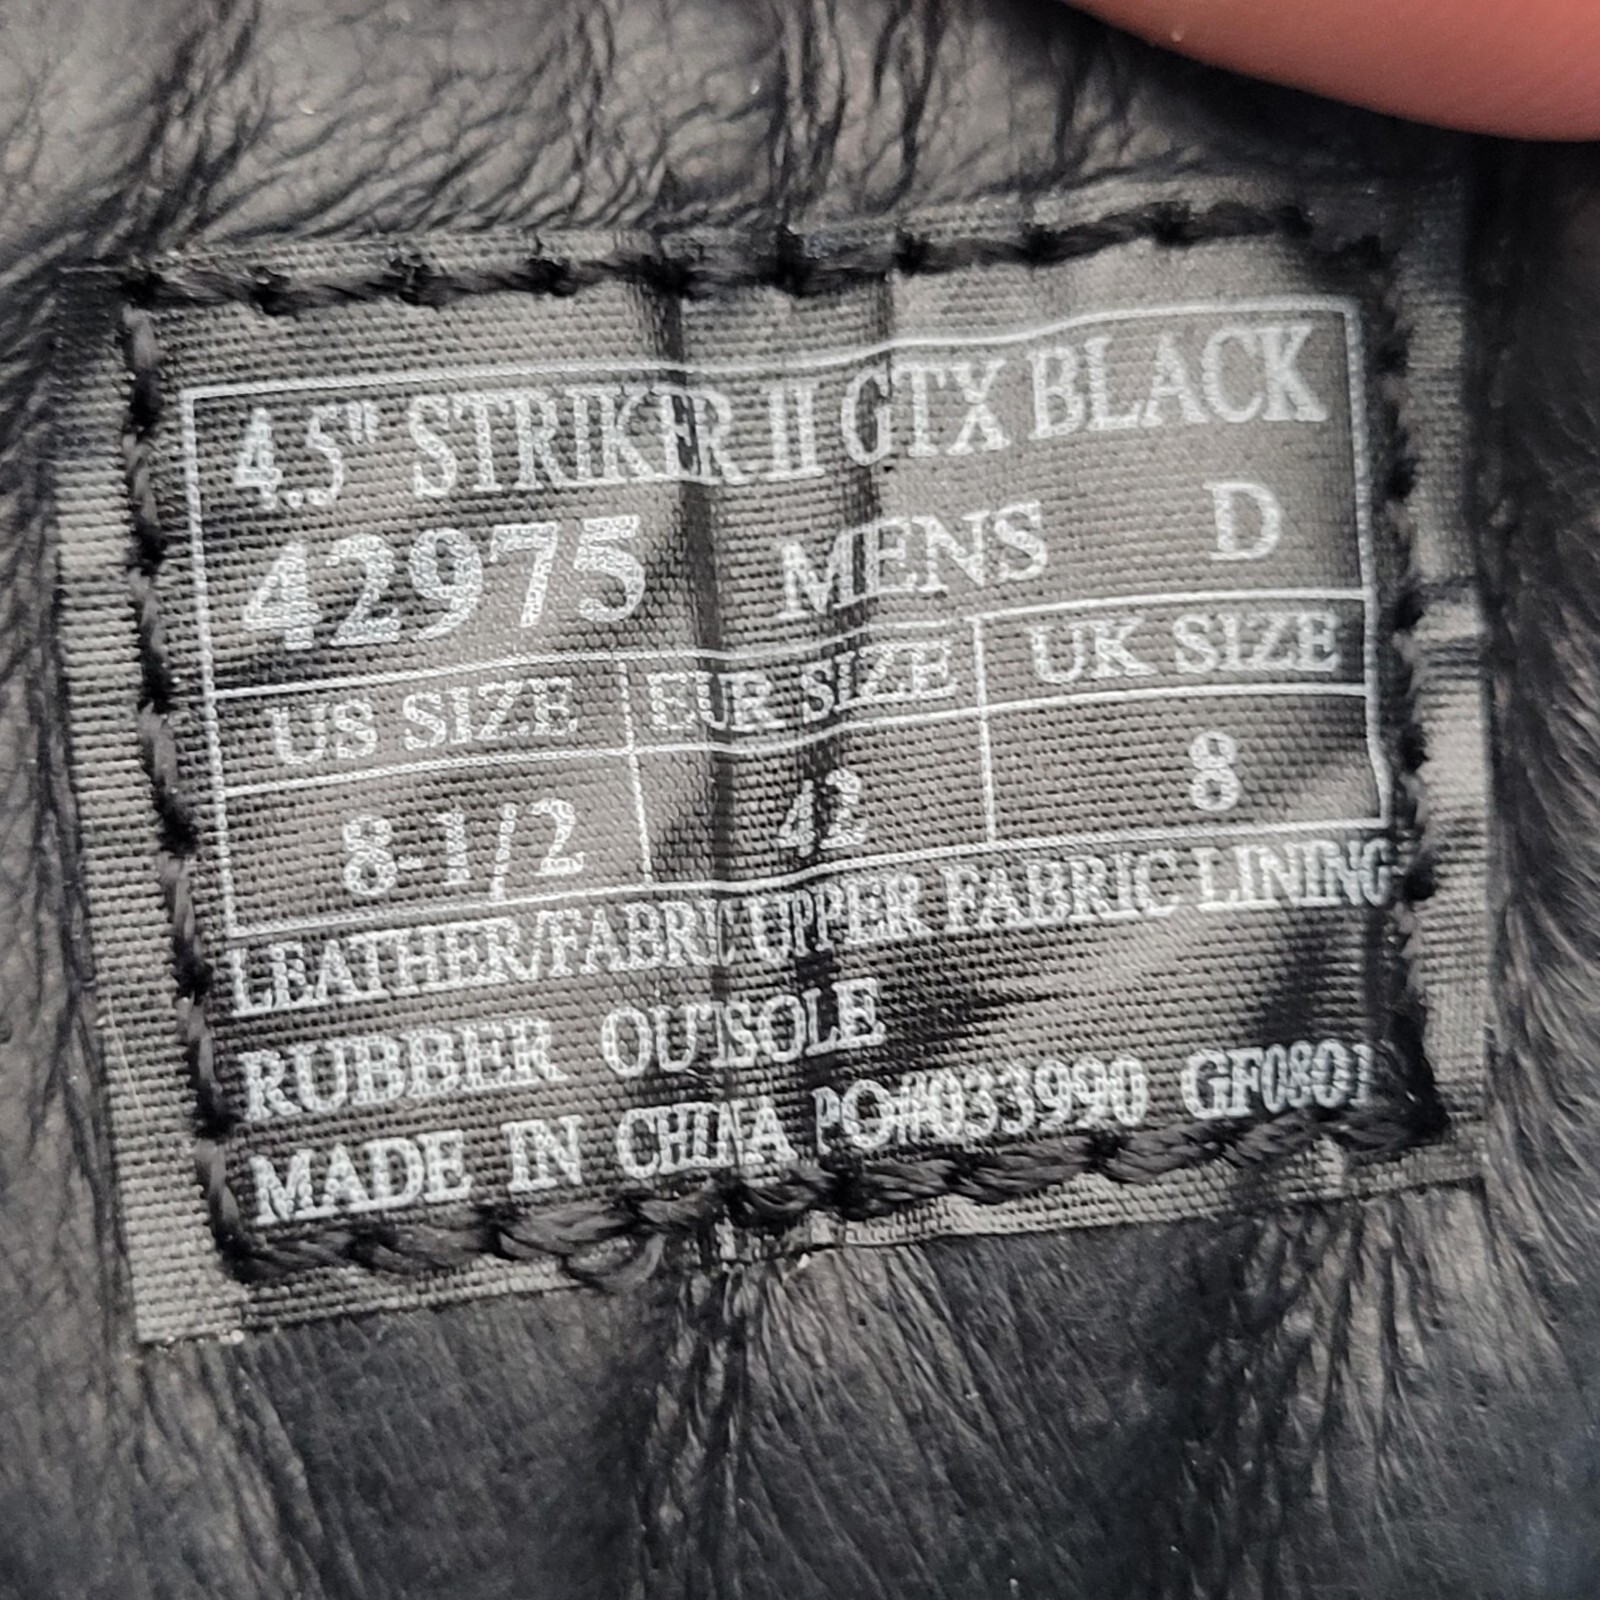 4.5" STRIKER II GTX BLACK
42975 MENS D
US SIZE EUR SIZE UK SIZE
8-1/2 42 8
LEATHER/FABRIC UPPER FABRIC LINING
RUBBER OUTSOLE
MADE IN CHINA PO#033990 GF0801